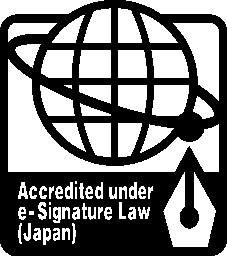 Accredited under
e-Signature Law
(Japan)